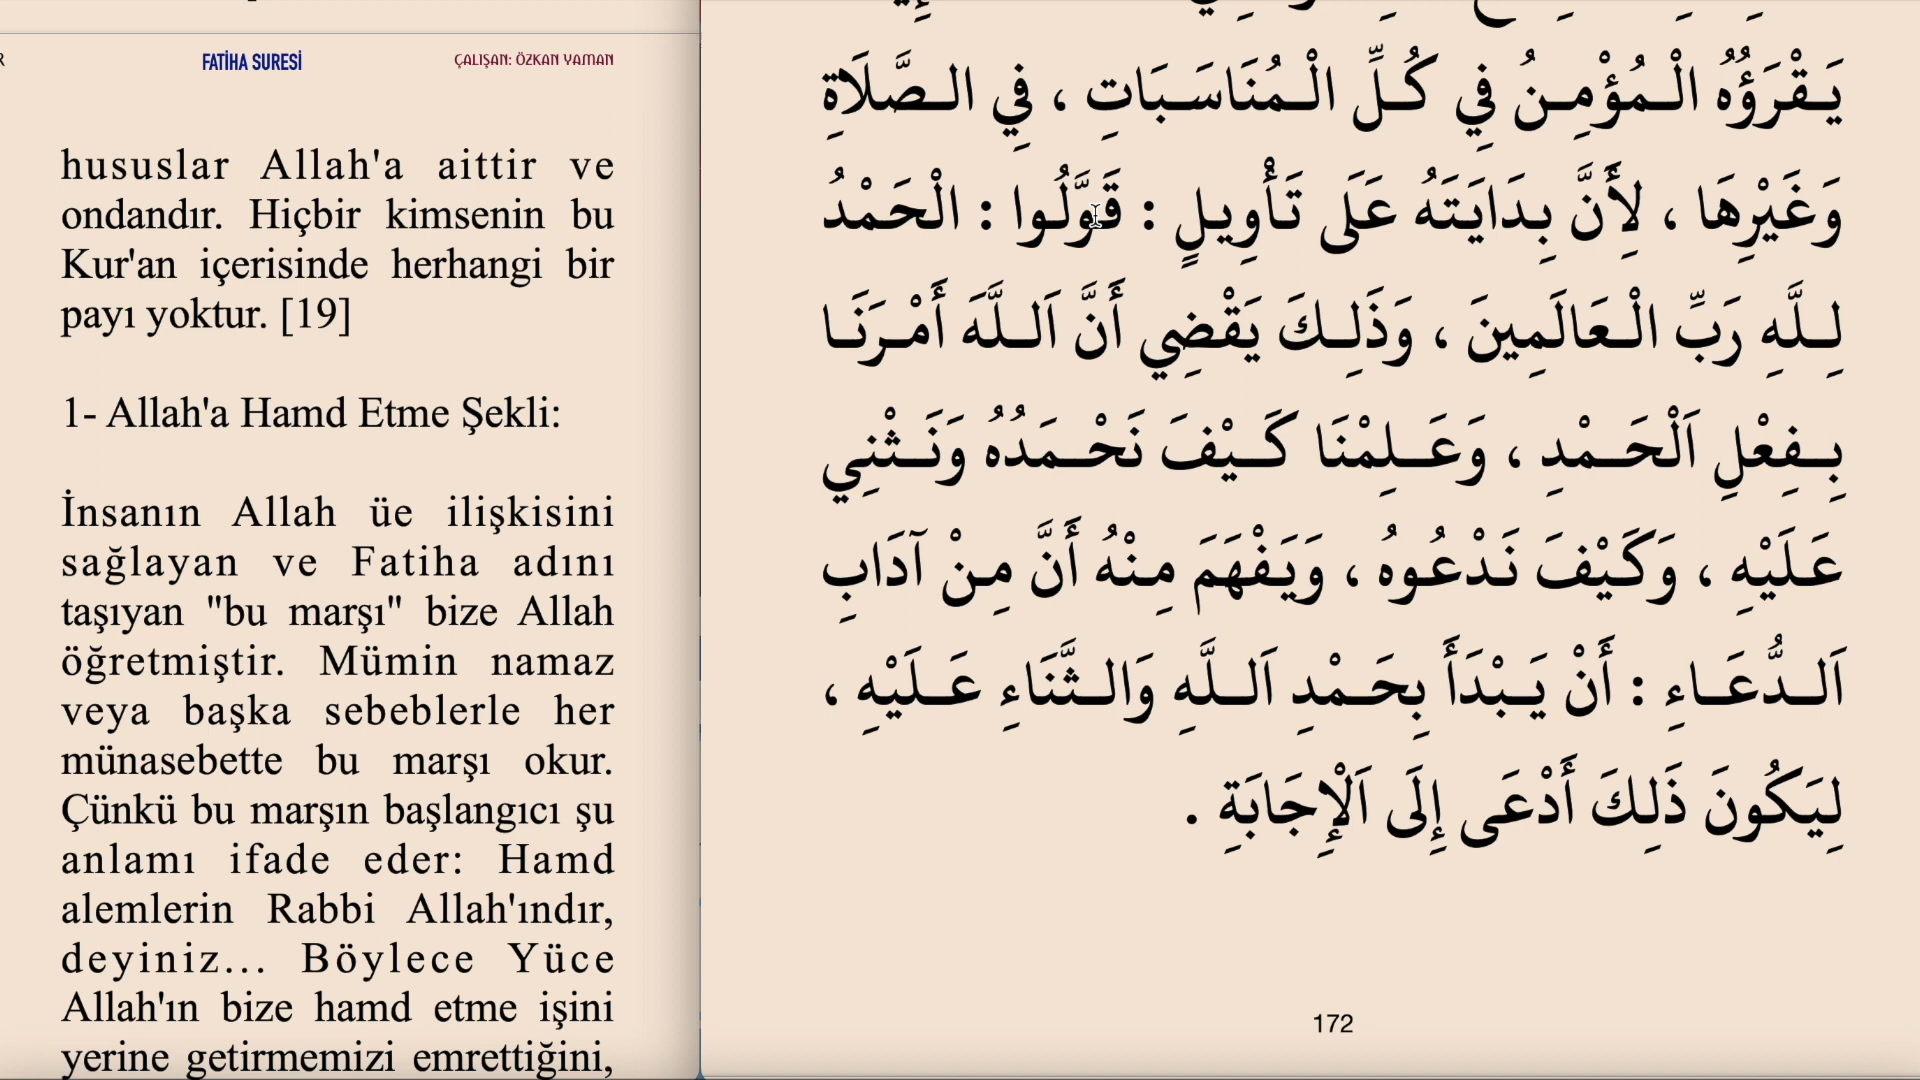 FATİHA SURESİ
ÇALIŞAN: ÖZKAN YAMAN
hususlar Allah'a aittir ve
ondandır. Hiçbir kimsenin bu
Kur'an içerisinde herhangi bir
payı yoktur. [19]
1- Allah'a Hamd Etme Şekli:
İnsanın Allah üe ilişkisini
sağlayan ve Fatiha adını
taşıyan "bu marşı" bize Allah
öğretmiştir. Mümin namaz
veya başka sebeblerle her
münasebette bu marşı okur.
Çünkü bu marşın başlangıcı şu
anlamı ifade eder: Hamd
alemlerin Rabbi Allah'ındır,
deyiniz... Böylece Yüce
Allah'ın bize hamd etme işini
yerine getirmemizi emrettiğini,
يَقْرَؤُهُ الْمُؤْمِنُ فِي كُلِّ الْمُنَاسَبَاتِ ، فِي الصَّلَاةِ
وَغَيْرِهَا ، لِأَنَّ بِدَايَتَهُ عَلَى تَأْوِيلٍ : قَوَّلُوا : الْحَمْدُ
لِلَّهِ رَبِّ الْعَالَمِينَ ، وَذَلِكَ يَقْضِي أَنَّ اَللَّهَ أَمْرَنَا
بِفِعْلِ اَلْحَمْدِ ، وَعَلِمْنَا كَيْفَ نَحْمَدُهُ وَنَثْنِي
عَلَيْهِ ، وَكَيْفَ نَدْعُوهُ ، وَيَفْهَمَ مِنْهُ أَنَّ مِنْ آدَابِ
اَلدُّعَاءِ : أَنْ يَبْدَأَ بِحَمْدِ اَللَّهِ وَالثَّنَاءِ عَلَيْهِ ،
لِيَكُونَ ذَلِكَ أَدْعَى إِلَى اَلْإِجَابَةِ .
172